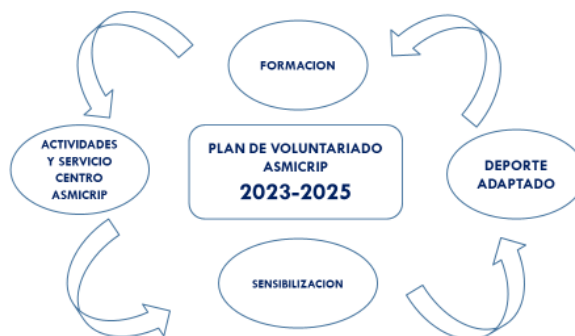 FORMACION
ACTIVIDADES
Y SERVICIO
CENTRO
ASMICRIP
PLAN DE VOLUNTARIADO
ASMICRIP
2023-2025
DEPORTE
ADAPTADO
SENSIBILIZACION